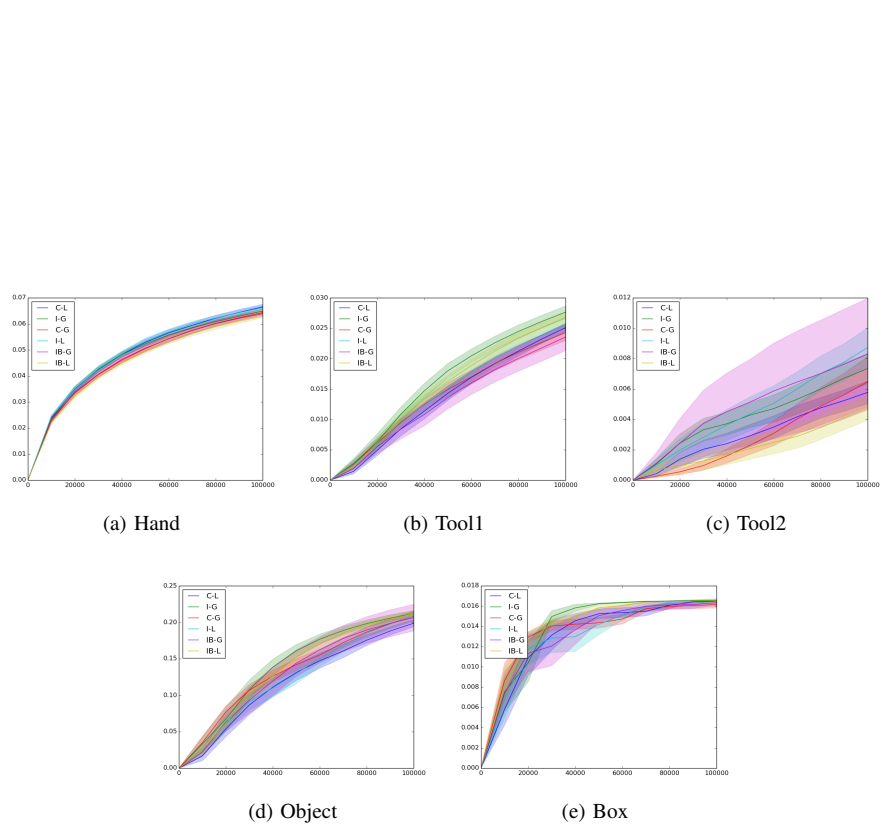 0.07
0.06
0.05
0.04
0.03
0.02
0.01
0.00
C-L
I-G
C-G
I-L
IB-G
IB-L
0 20000 40000 60000 80000 100000
(a) Hand
0.030
0.025
0.020
0.015
0.010
0.005
0.000
C-L
I-G
C-G
I-L
IB-G
IB-L
0 20000 40000 60000 80000 100000
(b) Tool1
0.012
0.010
0.008
0.006
0.004
0.002
0.000
C-L
I-G
C-G
I-L
IB-G
IB-L
0 20000 40000 60000 80000 100000
(c) Tool2
0.25
0.20
0.15
0.10
0.05
0.00
C-L
I-G
C-G
I-L
IB-G
IB-L
0 20000 40000 60000 80000 100000
(d) Object
0.018
0.016
0.014
0.012
0.010
0.008
0.006
0.004
0.002
0.000
C-L
I-G
C-G
I-L
IB-G
IB-L
0 20000 40000 60000 80000 100000
(e) Box